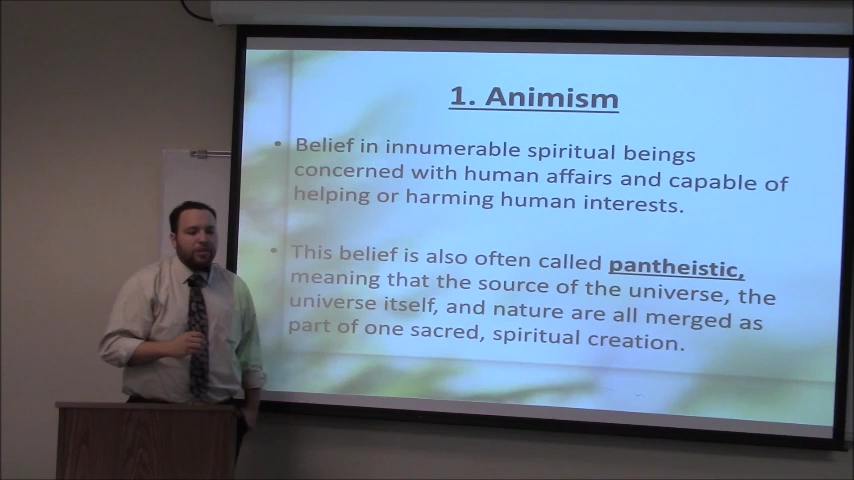 1. Animism
• Belief in innumerable spiritual beings
concerned with human affairs and capable of
helping or harming human interests.
• This belief is also often called pantheistic,
meaning that the source of the universe, the
universe itself, and nature are all merged as
part of one sacred, spiritual creation.